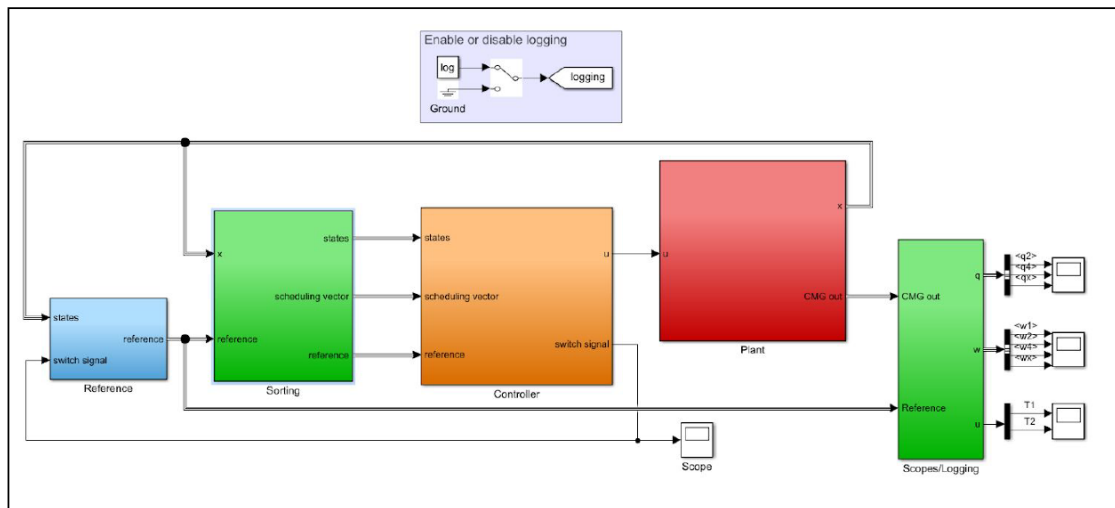 Enable or disable logging
log
logging
Ground
x
states
u
x
<q2>
<q4>
<qx>
q
states
scheduling vector
scheduling vector
u
CMG out
CMG out
<w1>
<w2>
<w4>
<wx>
w
states
reference
reference
switch signal
Plant
switch signal
reference
reference
Reference
Sorting
Controller
Reference
T1
T2
u
Scope
Scopes/Logging